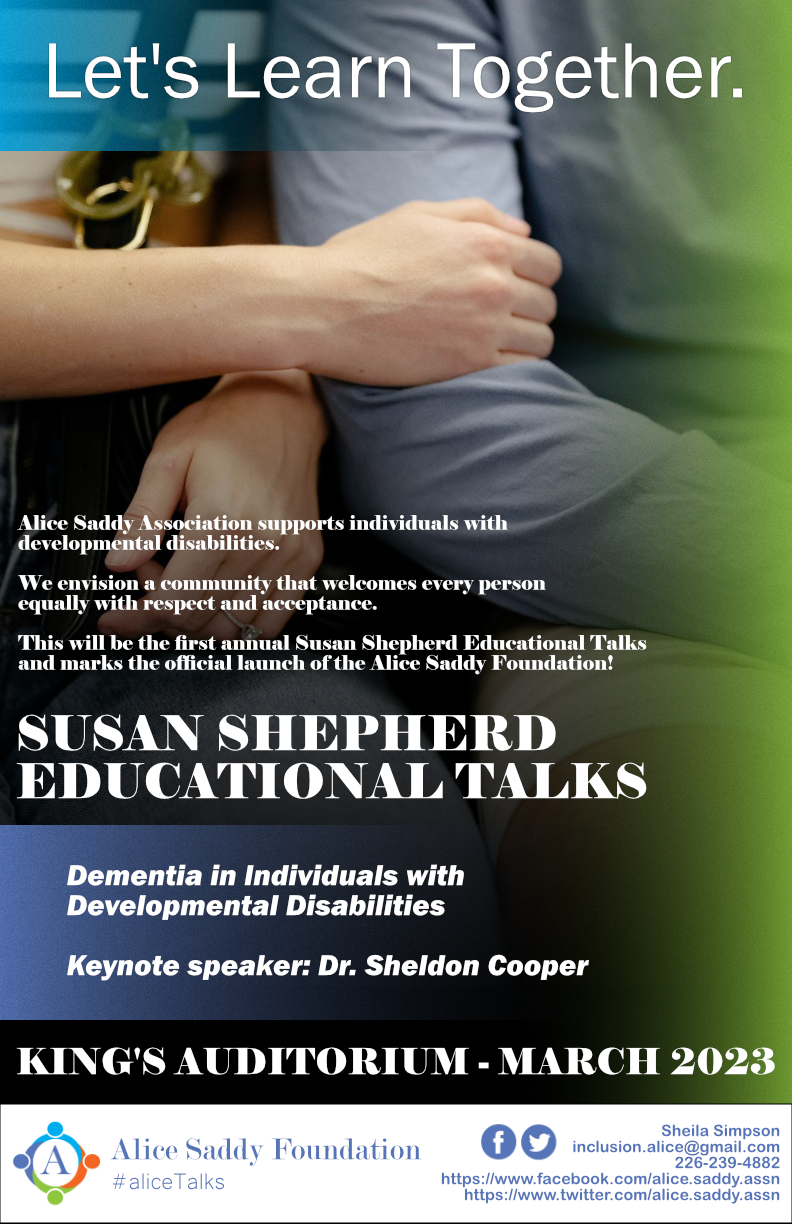 Let's Learn Together.
Alice Saddy Association supports individuals with
developmental disabilities.
We envision a community that welcomes every person
equally with respect and acceptance.
This will be the first annual Susan Shepherd Educational Talks
and marks the official launch of the Alice Saddy Foundation!
SUSAN SHEPHERD
EDUCATIONAL TALKS
Dementia in Individuals with
Developmental Disabilities
Keynote speaker: Dr. Sheldon Cooper
KING'S AUDITORIUM - MARCH 2023
A
Alice Saddy Foundation
#aliceTalks
Sheila Simpson
inclusion.alice@gmail.com
226-239-4882
https://www.facebook.com/alice.saddy.assn
https://www.twitter.com/alice.saddy.assn